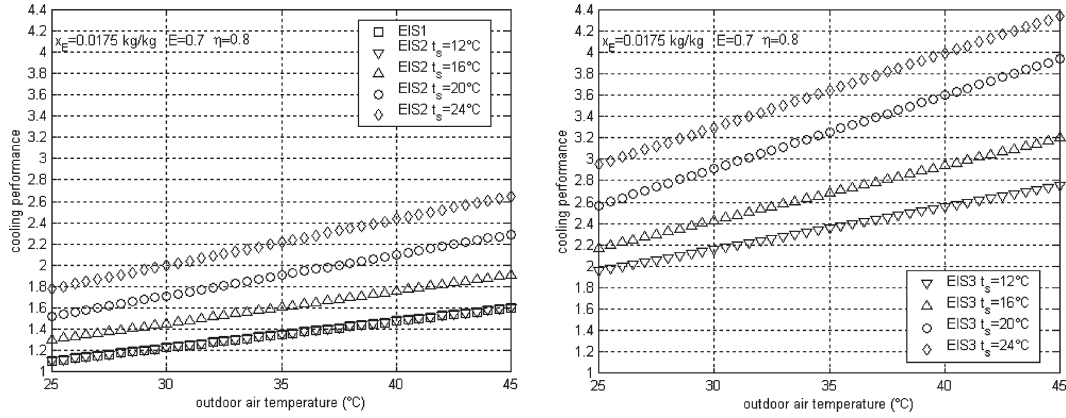 4.4
4.2
4
3.8
3.6
3.4
3.2
3
2.8
2.6
2.4
2.2
2
1.8
1.6
1.4
1.2
1
cooling performance
x_E=0.0175 kg/kg E=0.7 η=0.8
EIS1
EIS2 t_s=12°C
EIS2 t_s=16°C
EIS2 t_s=20°C
EIS2 t_s=24°C
25 30 35 40 45
outdoor air temperature (°C)
4.4
4.2
4
3.8
3.6
3.4
3.2
3
2.8
2.6
2.4
2.2
2
1.8
1.6
1.4
1.2
1
cooling performance
x_E=0.0175 kg/kg E=0.7 η=0.8
EIS3 t_s=12°C
EIS3 t_s=16°C
EIS3 t_s=20°C
EIS3 t_s=24°C
25 30 35 40 45
outdoor air temperature (°C)